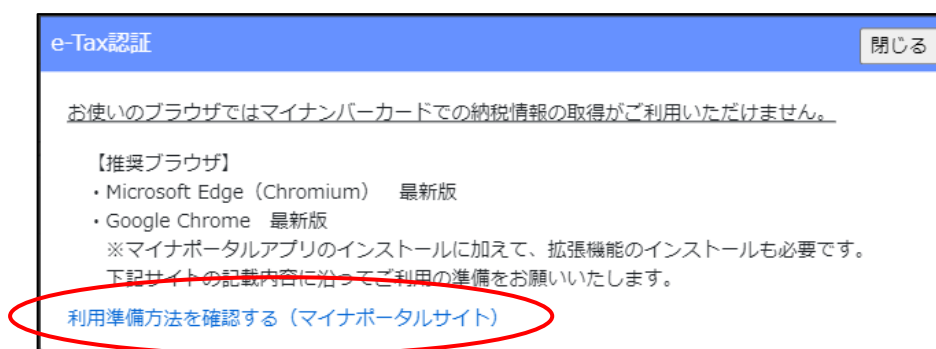 e-Tax認証
閉じる
お使いのブラウザではマイナンバーカードでの納税情報の取得がご利用いただけません。
【推奨ブラウザ】
・Microsoft Edge（Chromium）　最新版
・Google Chrome　最新版
※マイナポータルアプリのインストールに加えて、拡張機能のインストールも必要です。
下記サイトの記載内容に沿ってご利用の準備をお願いいたします。
利用準備方法を確認する（マイナポータルサイト）